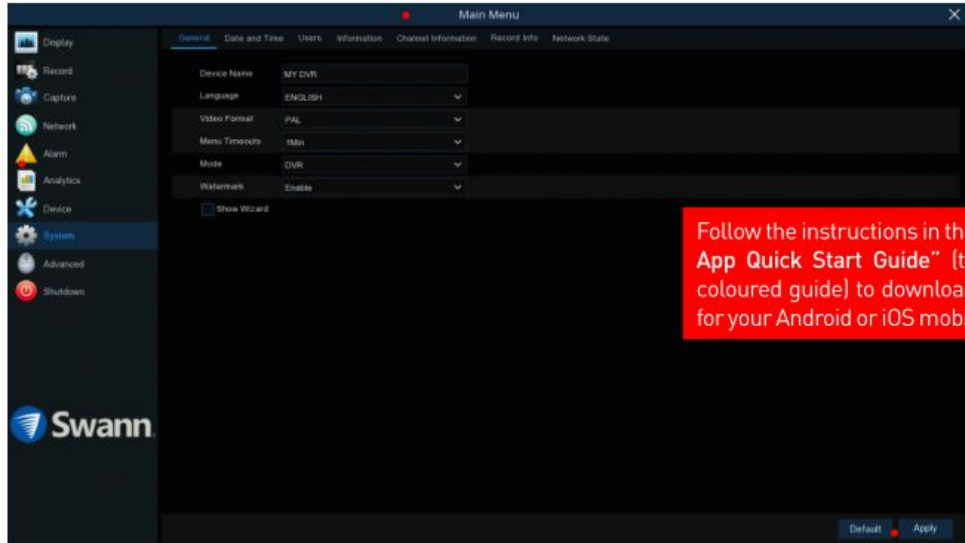 Main Menu
Display
Record
Capture
Network
Alarm
Analytics
Device
System
Advanced
Shutdown
Swann
General Date and Time Users Information Channel Information Record Info Network State
Device Name MY DVR
Language ENGLISH
Video Format PAL
Menu Timeouts 1Min
Mode DVR
Watermark Enable
Show Wizard
Follow the instructions in th
App Quick Start Guide” (t
coloured guide) to downloa
for your Android or iOS mob
Default Apply